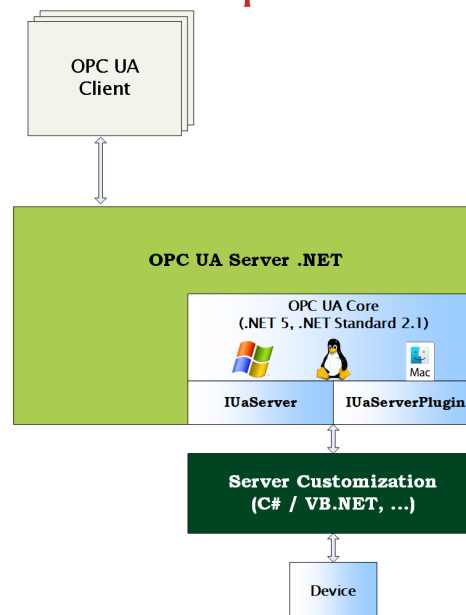 OPC UA
Client
OPC UA Server .NET
OPC UA Core
(.NET 5, .NET Standard 2.1)
Mac
IUaServer
IUaServerPlugin
Server Customization
(C# / VB.NET, ...)
Device